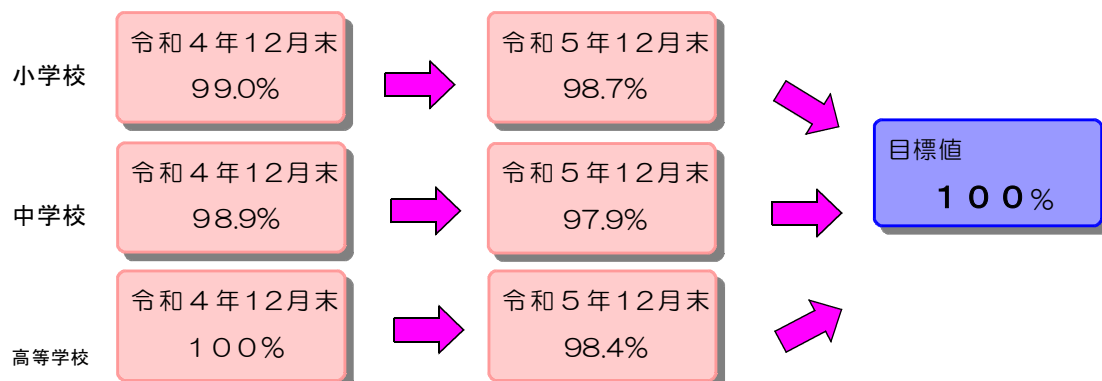 小学校
令和４年１２月末
９９.０%
令和５年１２月末
９８.７%
中学校
令和４年１２月末
９８.９%
令和５年１２月末
９７.９%
高等学校
令和４年１２月末
１００%
令和５年１２月末
９８.４%
目標値
１００%